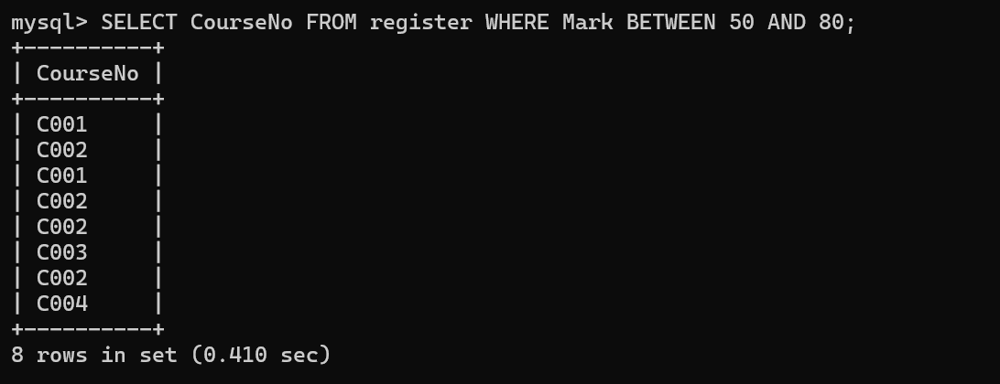 mysql> SELECT CourseNo FROM register WHERE Mark BETWEEN 50 AND 80;
+----------+
| CourseNo |
+----------+
| C001     |
| C002     |
| C001     |
| C002     |
| C002     |
| C003     |
| C002     |
| C004     |
+----------+
8 rows in set (0.410 sec)